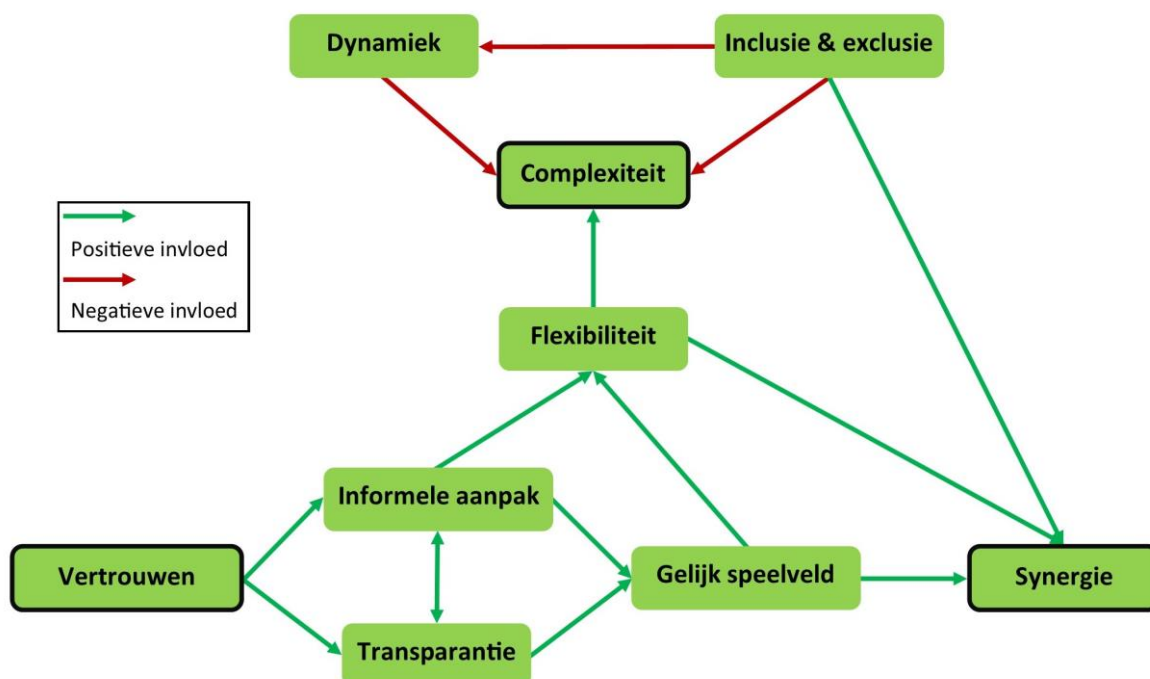 Dynamiek
Inclusie & exclusie
Complexiteit
Positieve invloed
Negatieve invloed
Flexibiliteit
Informele aanpak
Vertrouwen
Gelijk speelveld
Synergie
Transparantie